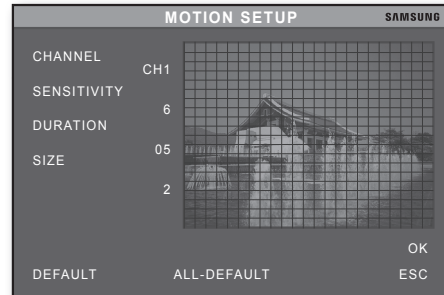 MOTION SETUP SAMSUNG
CHANNEL
CH1
SENSITIVITY
6
DURATION
05
SIZE
2
OK
DEFAULT ALL-DEFAULT ESC